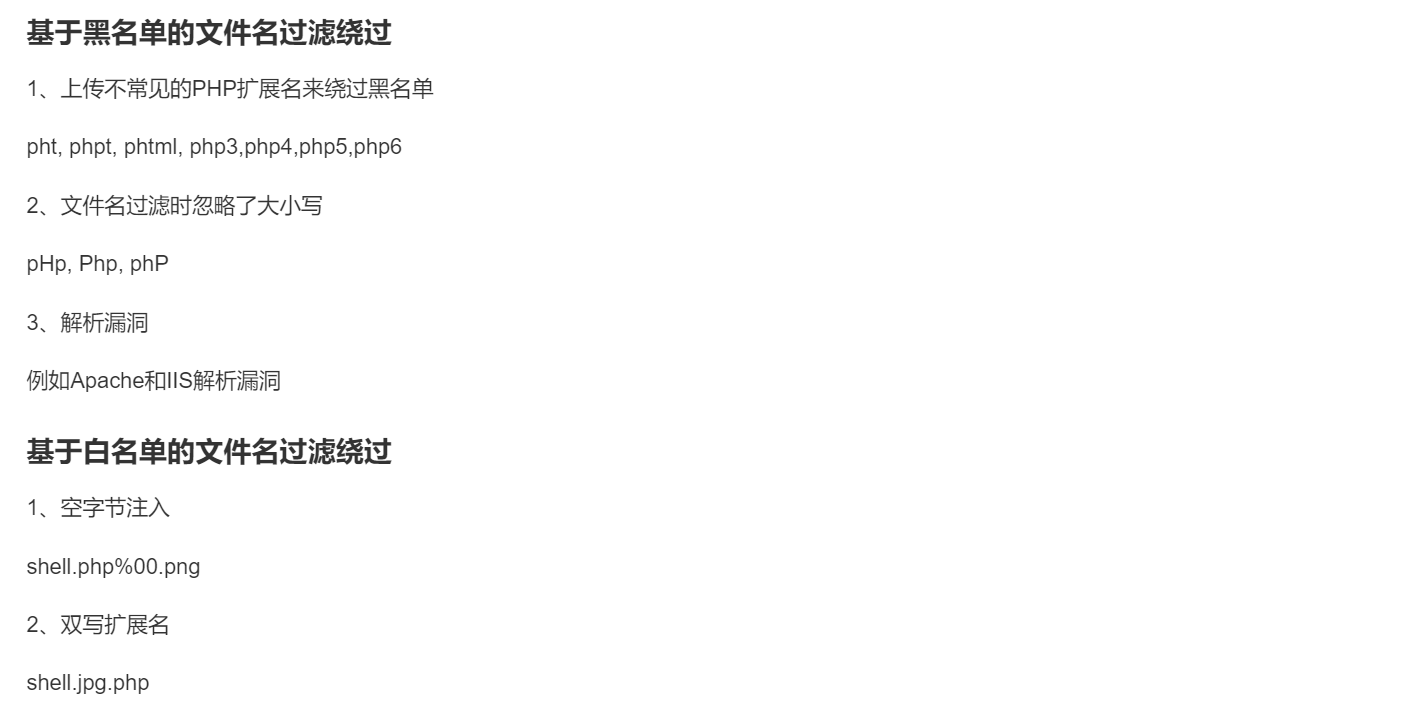 基于黑名单的文件名过滤绕过
1、上传不常见的PHP扩展名来绕过黑名单
pht, phpt, phtml, php3,php4,php5,php6
2、文件名过滤时忽略了大小写
pHp, Php, phP
3、解析漏洞
例如Apache和IIS解析漏洞
基于白名单的文件名过滤绕过
1、空字节注入
shell.php%00.png
2、双写扩展名
shell.jpg.php